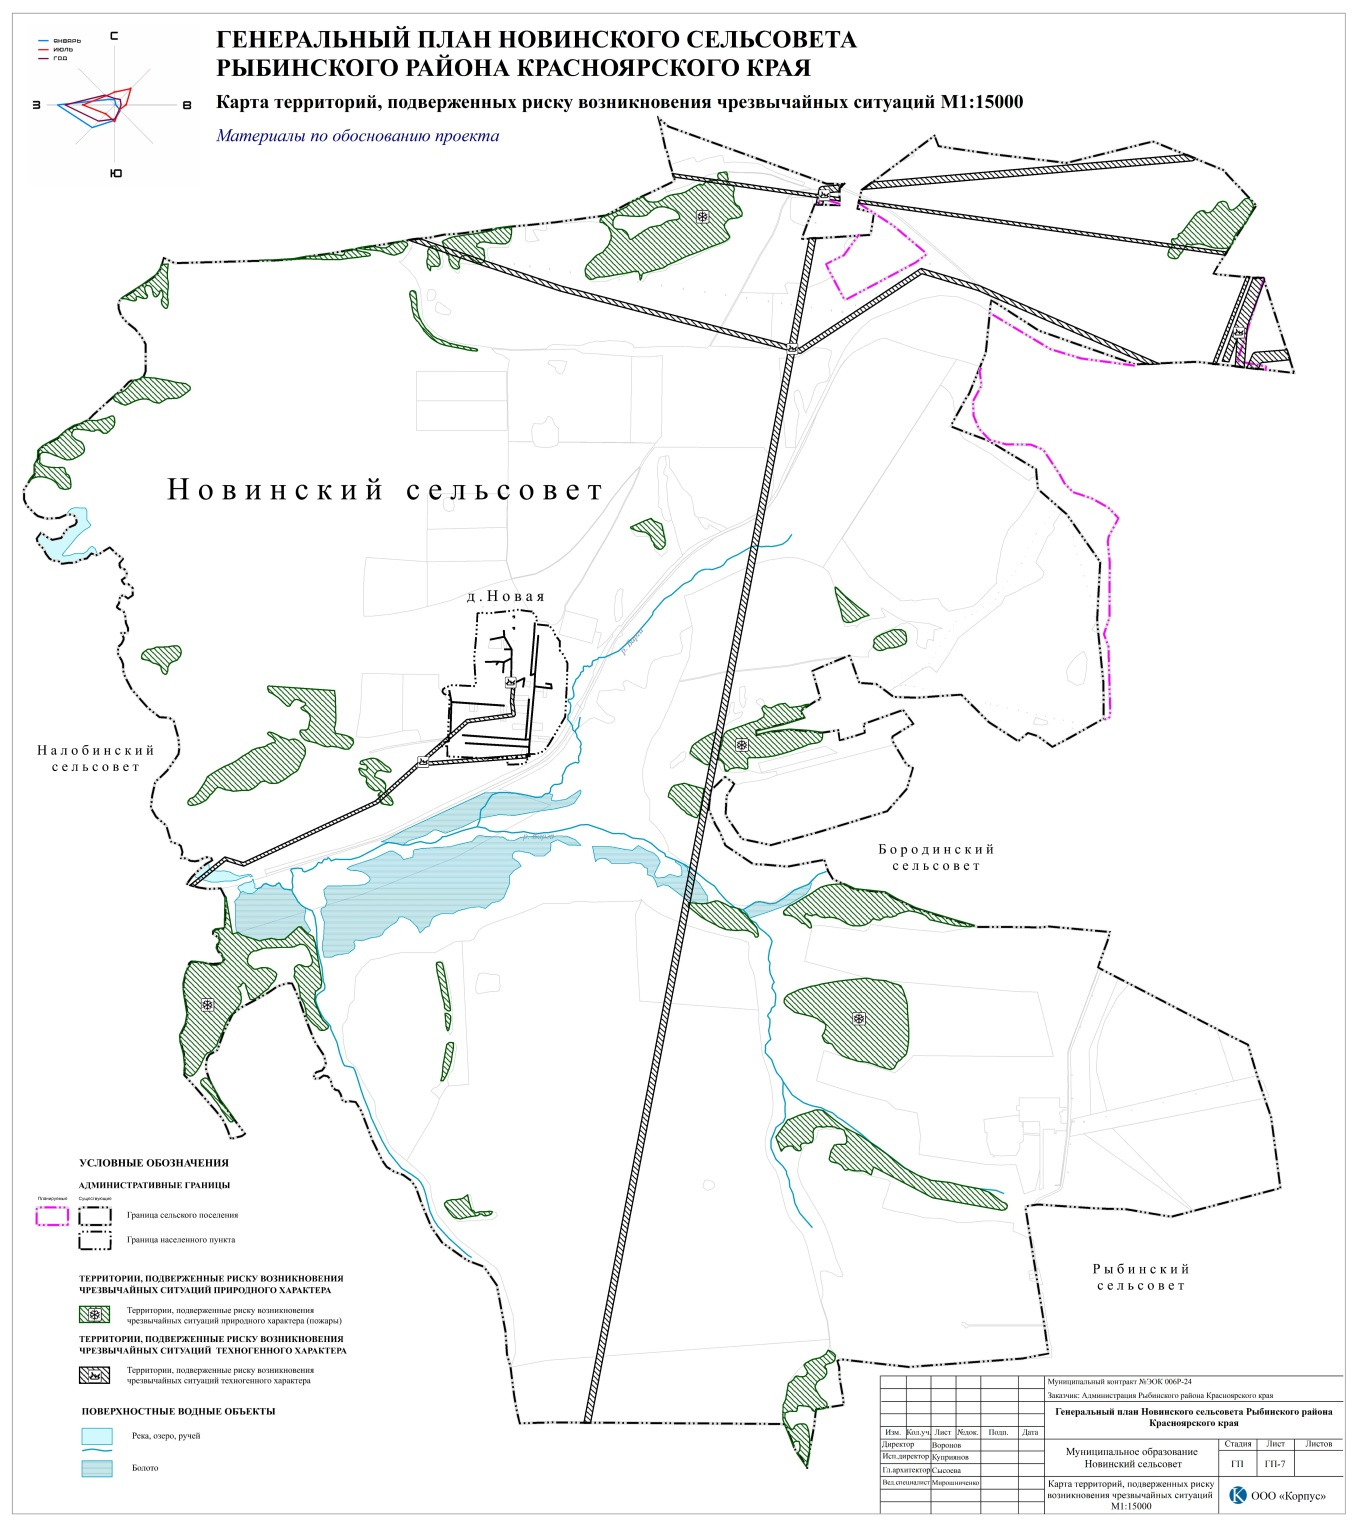 ГЕНЕРАЛЬНЫЙ ПЛАН НОВИНСКОГО СЕЛЬСОВЕТА
РЫБИНСКОГО РАЙОНА КРАСНОЯРСКОГО КРАЯ
Карта территорий, подверженных риску возникновения чрезвычайных ситуаций М1:15000
Материалы по обоснованию проекта
январь
июль
год
С
З
В
Ю
Новинский сельсовет
д.Новая
р. Варга
Налобинский
сельсовет
р. Варга
Бородинский
сельсовет
Рыбинский
сельсовет
УСЛОВНЫЕ ОБОЗНАЧЕНИЯ
АДМИНИСТРАТИВНЫЕ ГРАНИЦЫ
Планируемые Существующие
Граница сельского поселения
Граница населенного пункта
ТЕРРИТОРИИ, ПОДВЕРЖЕННЫЕ РИСКУ ВОЗНИКНОВЕНИЯ
ЧРЕЗВЫЧАЙНЫХ СИТУАЦИЙ ПРИРОДНОГО ХАРАКТЕРА
Территории, подверженные риску возникновения
чрезвычайных ситуаций природного характера (пожары)
ТЕРРИТОРИИ, ПОДВЕРЖЕННЫЕ РИСКУ ВОЗНИКНОВЕНИЯ
ЧРЕЗВЫЧАЙНЫХ СИТУАЦИЙ ТЕХНОГЕННОГО ХАРАКТЕРА
Территории, подверженные риску возникновения
чрезвычайных ситуаций техногенного характера
ПОВЕРХНОСТНЫЕ ВОДНЫЕ ОБЪЕКТЫ
Река, озеро, ручей
Болото
Муниципальный контракт №ЭОК 006Р-24
Заказчик: Администрация Рыбинского района Красноярского края
Генеральный план Новинского сельсовета Рыбинского района
Красноярского края
Изм. Кол.уч. Лист №док. Подп. Дата
Директор Воронов
Исп.директор Куприянов
Гл.архитектор Сысоева
Вед.специалист Мирошниченко
Муниципальное образование
Новинский сельсовет
Стадия Лист Листов
ГП ГП-7
Карта территорий, подверженных риску
возникновения чрезвычайных ситуаций
М1:15000
ООО «Корпус»